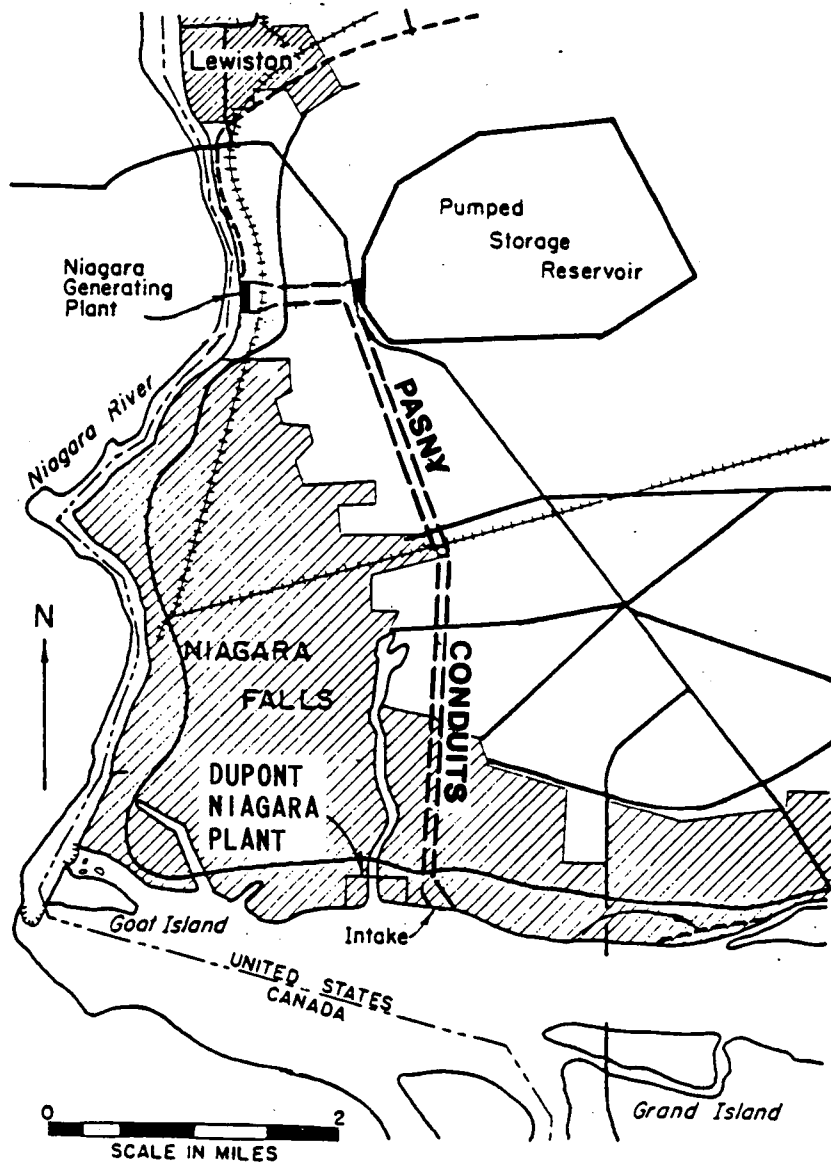 Lewiston
Pumped
Storage
Reservoir
Niagara
Generating
Plant
Niagara River
PASNY
N
NIAGARA
FALLS
CONDUITS
DUPONT
NIAGARA
PLANT
Goat Island
Intake
UNITED STATES
CANADA
Grand Island
0 2
SCALE IN MILES